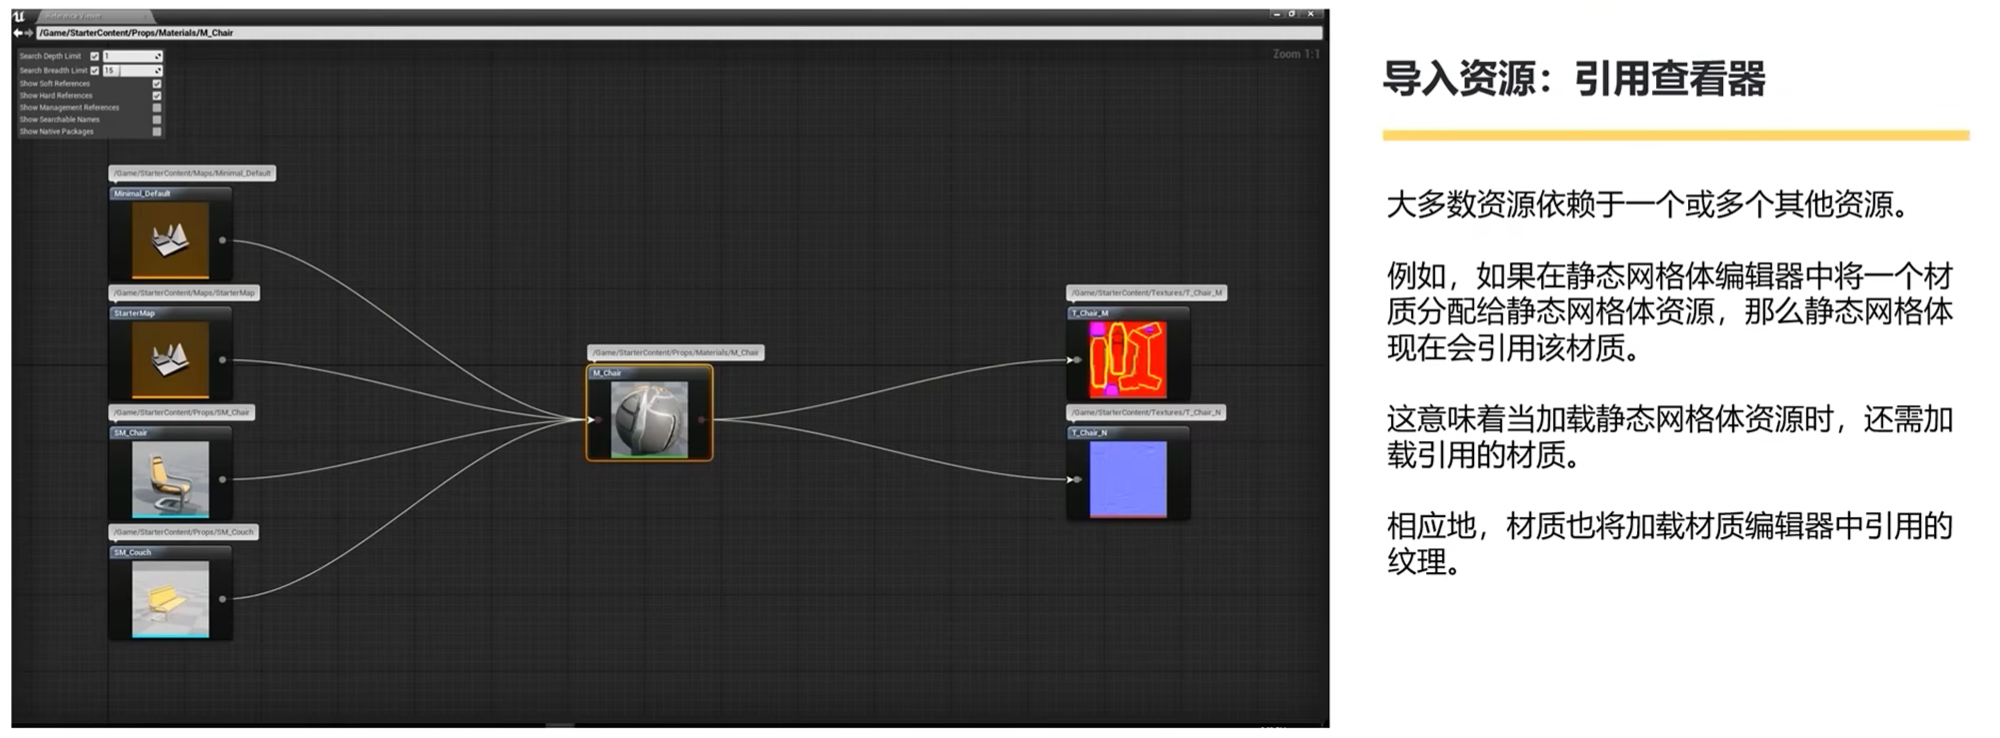 Reference Viewer
/Game/StarterContent/Props/Materials/M_Chair
Zoom 1:1
Search Depth Limit 1
Search Breadth Limit 15
Show Soft References
Show Hard References
Show Management References
Show Searchable Names
Show Native Packages
/Game/StarterContent/Maps/Minimal_Default
Minimal_Default
/Game/StarterContent/Maps/StarterMap
StarterMap
/Game/StarterContent/Props/SM_Chair
SM_Chair
/Game/StarterContent/Props/SM_Couch
SM_Couch
/Game/StarterContent/Props/Materials/M_Chair
M_Chair
/Game/StarterContent/Textures/T_Chair_M
T_Chair_M
/Game/StarterContent/Textures/T_Chair_N
T_Chair_N
导入资源：引用查看器
大多数资源依赖于一个或多个其他资源。
例如，如果在静态网格体编辑器中将一个材
质分配给静态网格体资源，那么静态网格体
现在会引用该材质。
这意味着当加载静态网格体资源时，还需加
载引用的材质。
相应地，材质也将加载材质编辑器中引用的
纹理。